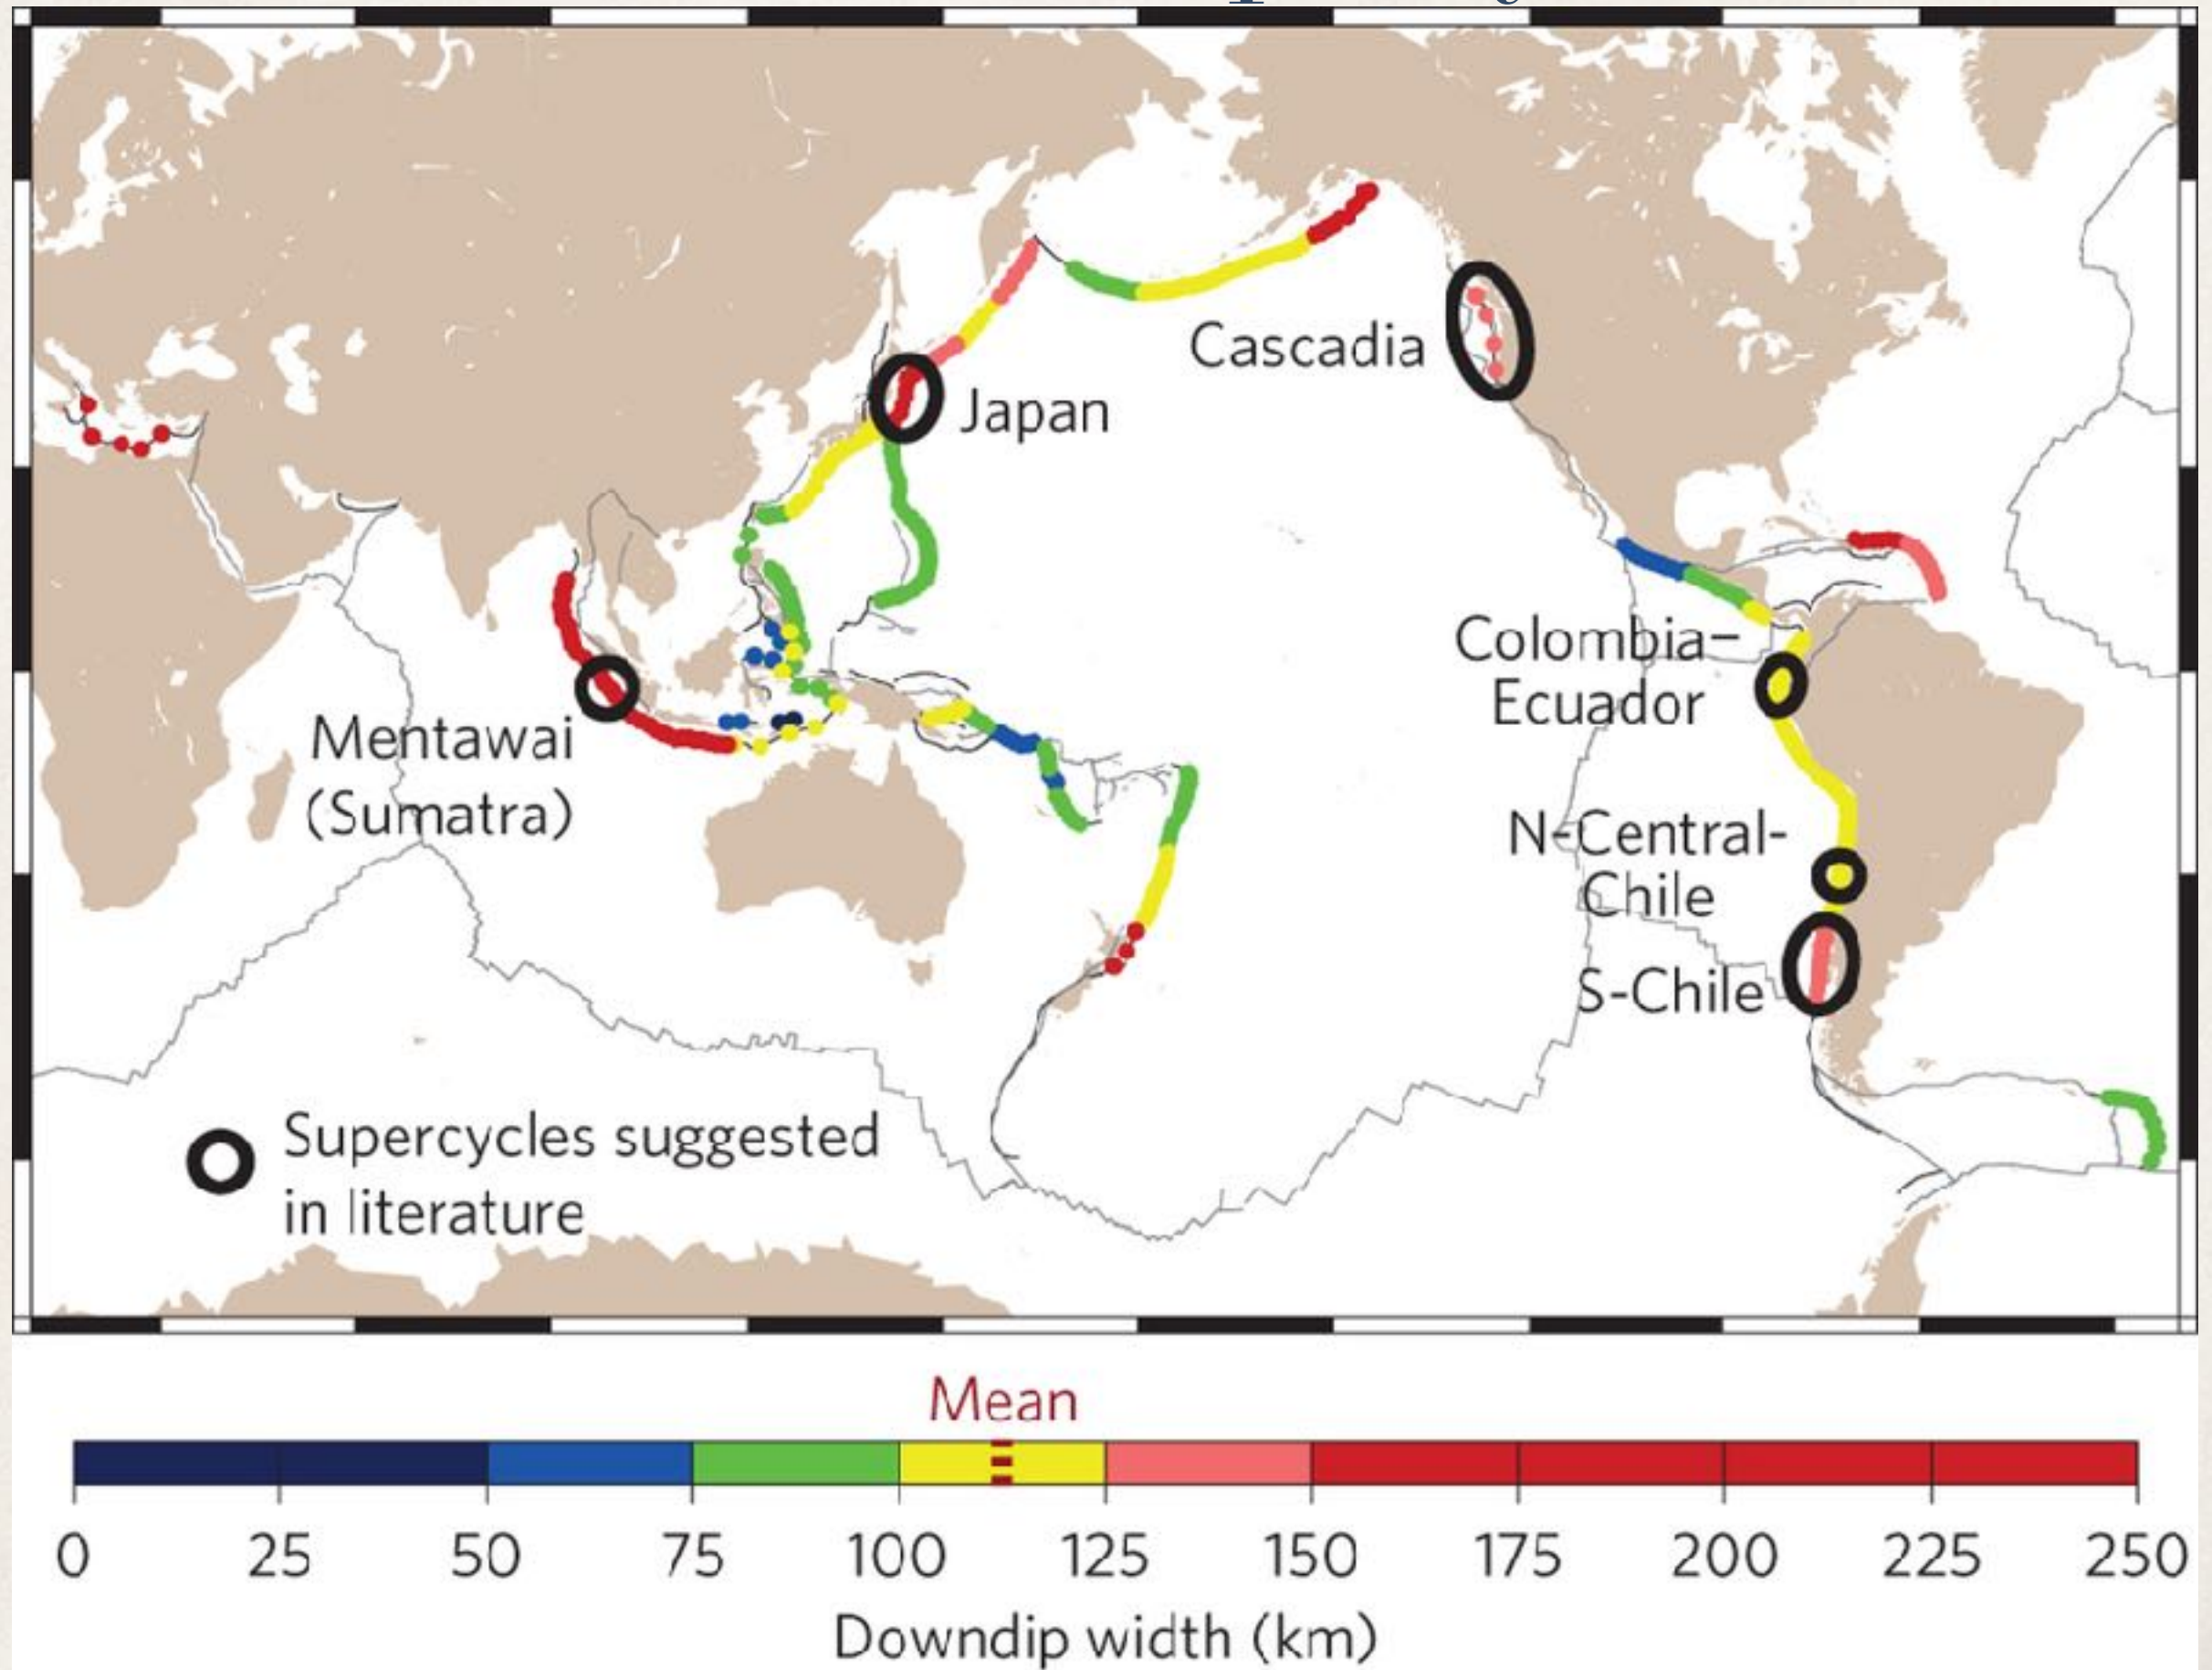 Cascadia
Japan
Colombia–
Ecuador
Mentawai
(Sumatra)
N-Central-
Chile
S-Chile
Supercycles suggested
in literature
Mean
0 25 50 75 100 125 150 175 200 225 250
Downdip width (km)